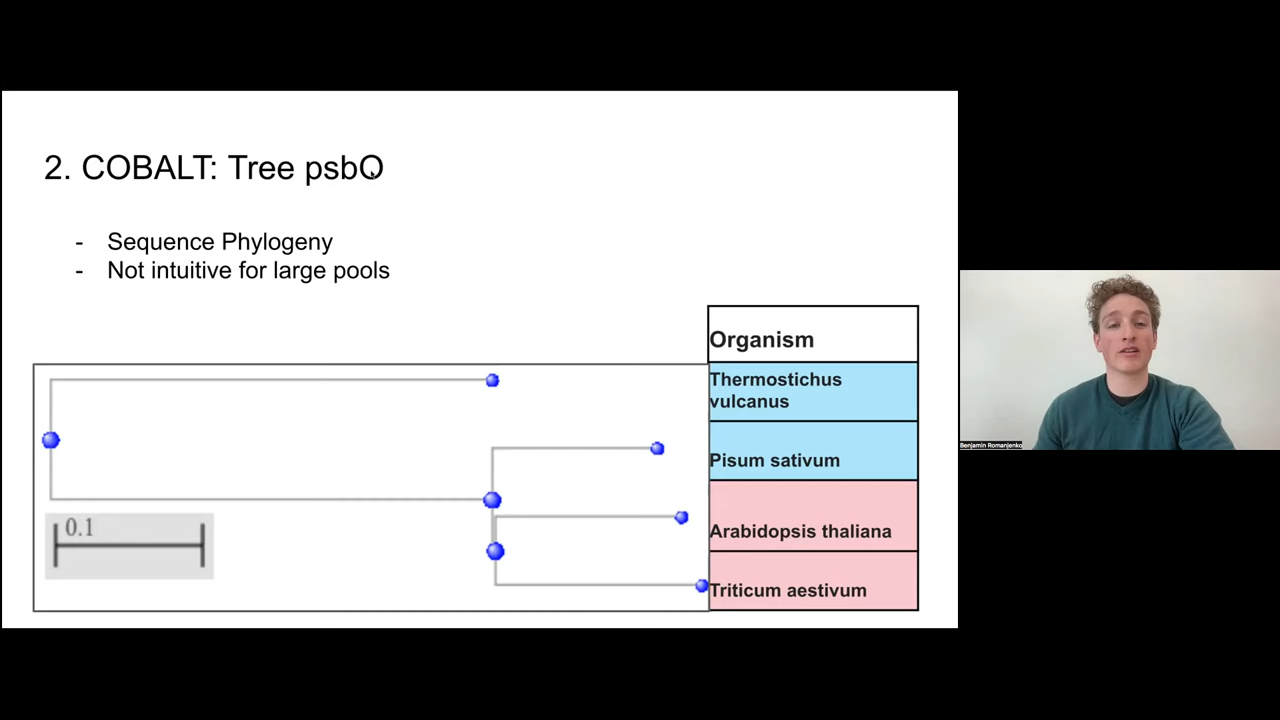 2. COBALT: Tree psbO
- Sequence Phylogeny
- Not intuitive for large pools
Organism
Thermostichus
vulcanus
Pisum sativum
Arabidopsis thaliana
Triticum aestivum
0.1
Benjamin Romanjenko